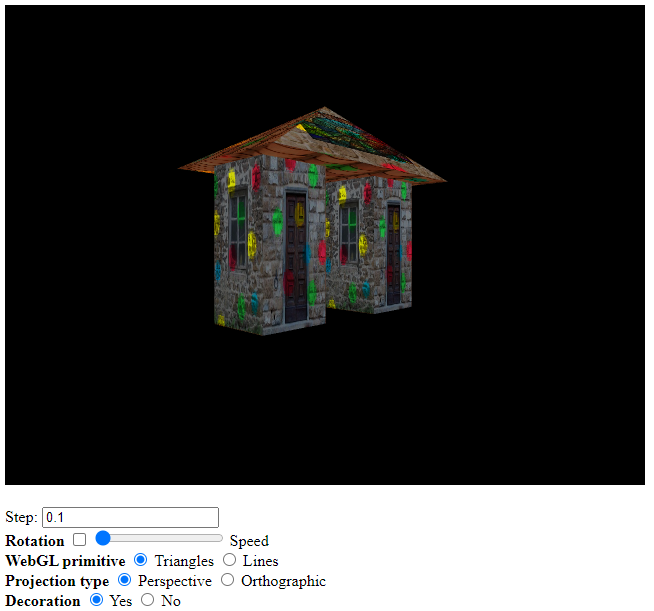 Step: 0.1
Rotation Speed
WebGL primitive Triangles Lines
Projection type Perspective Orthographic
Decoration Yes No